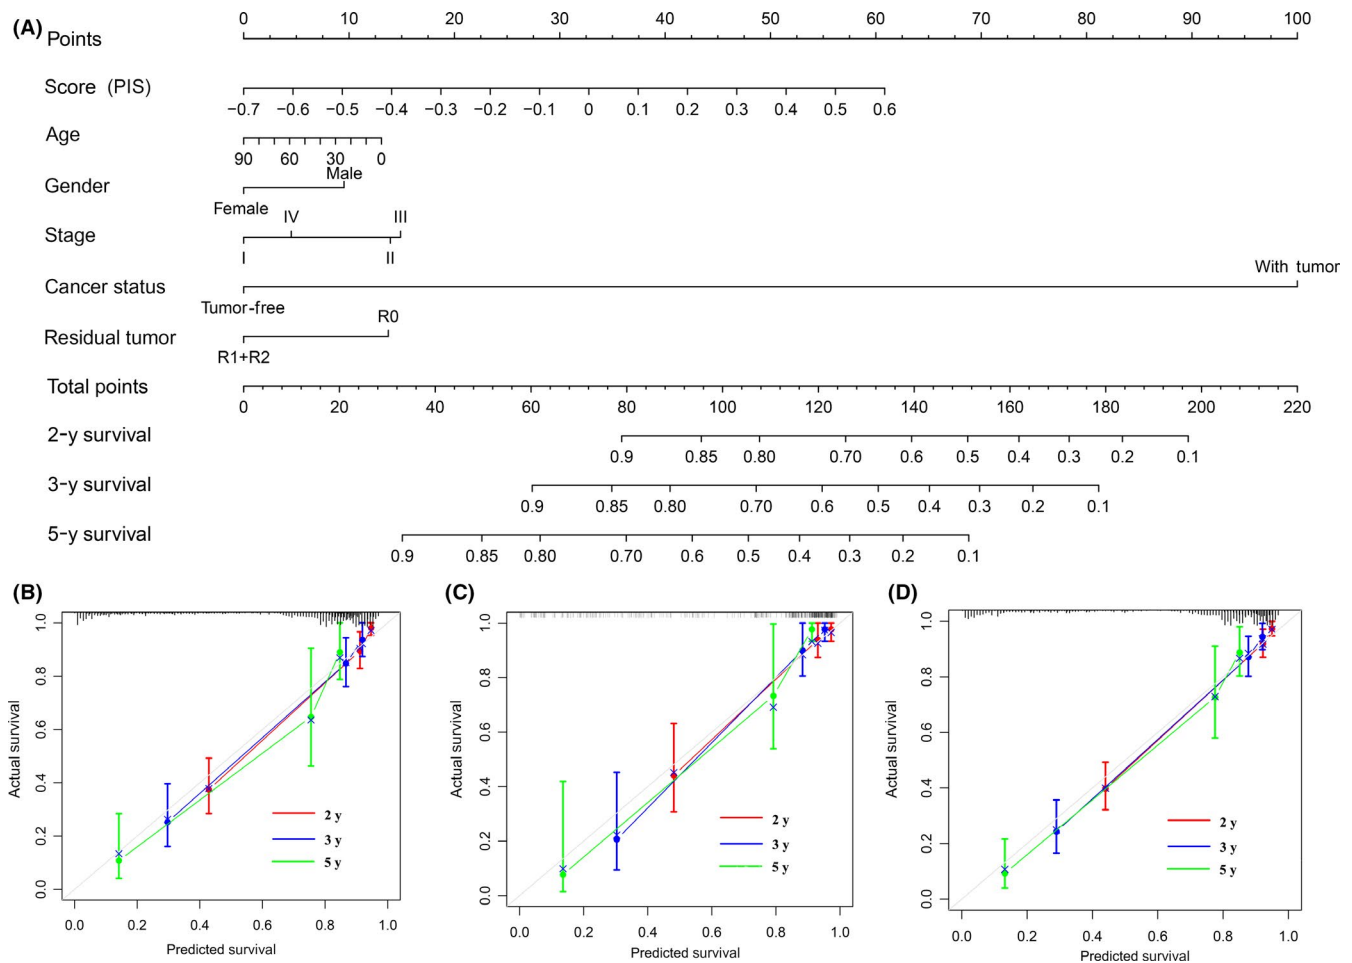 (A)
Points
0 10 20 30 40 50 60 70 80 90 100
Score (PIS)
−0.7 −0.6 −0.5 −0.4 −0.3 −0.2 −0.1 0 0.1 0.2 0.3 0.4 0.5 0.6
Age
90 60 30 0
Male
Gender
Female
IV III
Stage
I II
With tumor
Cancer status
Tumor-free
R0
Residual tumor
R1+R2
Total points
0 20 40 60 80 100 120 140 160 180 200 220
2-y survival
0.9 0.85 0.80 0.70 0.6 0.5 0.4 0.3 0.2 0.1
3-y survival
0.9 0.85 0.80 0.70 0.6 0.5 0.4 0.3 0.2 0.1
5-y survival
0.9 0.85 0.80 0.70 0.6 0.5 0.4 0.3 0.2 0.1
(B)
Actual survival
1.0
0.8
0.6
0.4
0.2
0.0
2 y
3 y
5 y
0.0 0.2 0.4 0.6 0.8 1.0
Predicted survival
(C)
Actual survival
1.0
0.8
0.6
0.4
0.2
0.0
2 y
3 y
5 y
0.0 0.2 0.4 0.6 0.8 1.0
Predicted survival
(D)
Actual survival
1.0
0.8
0.6
0.4
0.2
0.0
2 y
3 y
5 y
0.0 0.2 0.4 0.6 0.8 1.0
Predicted survival